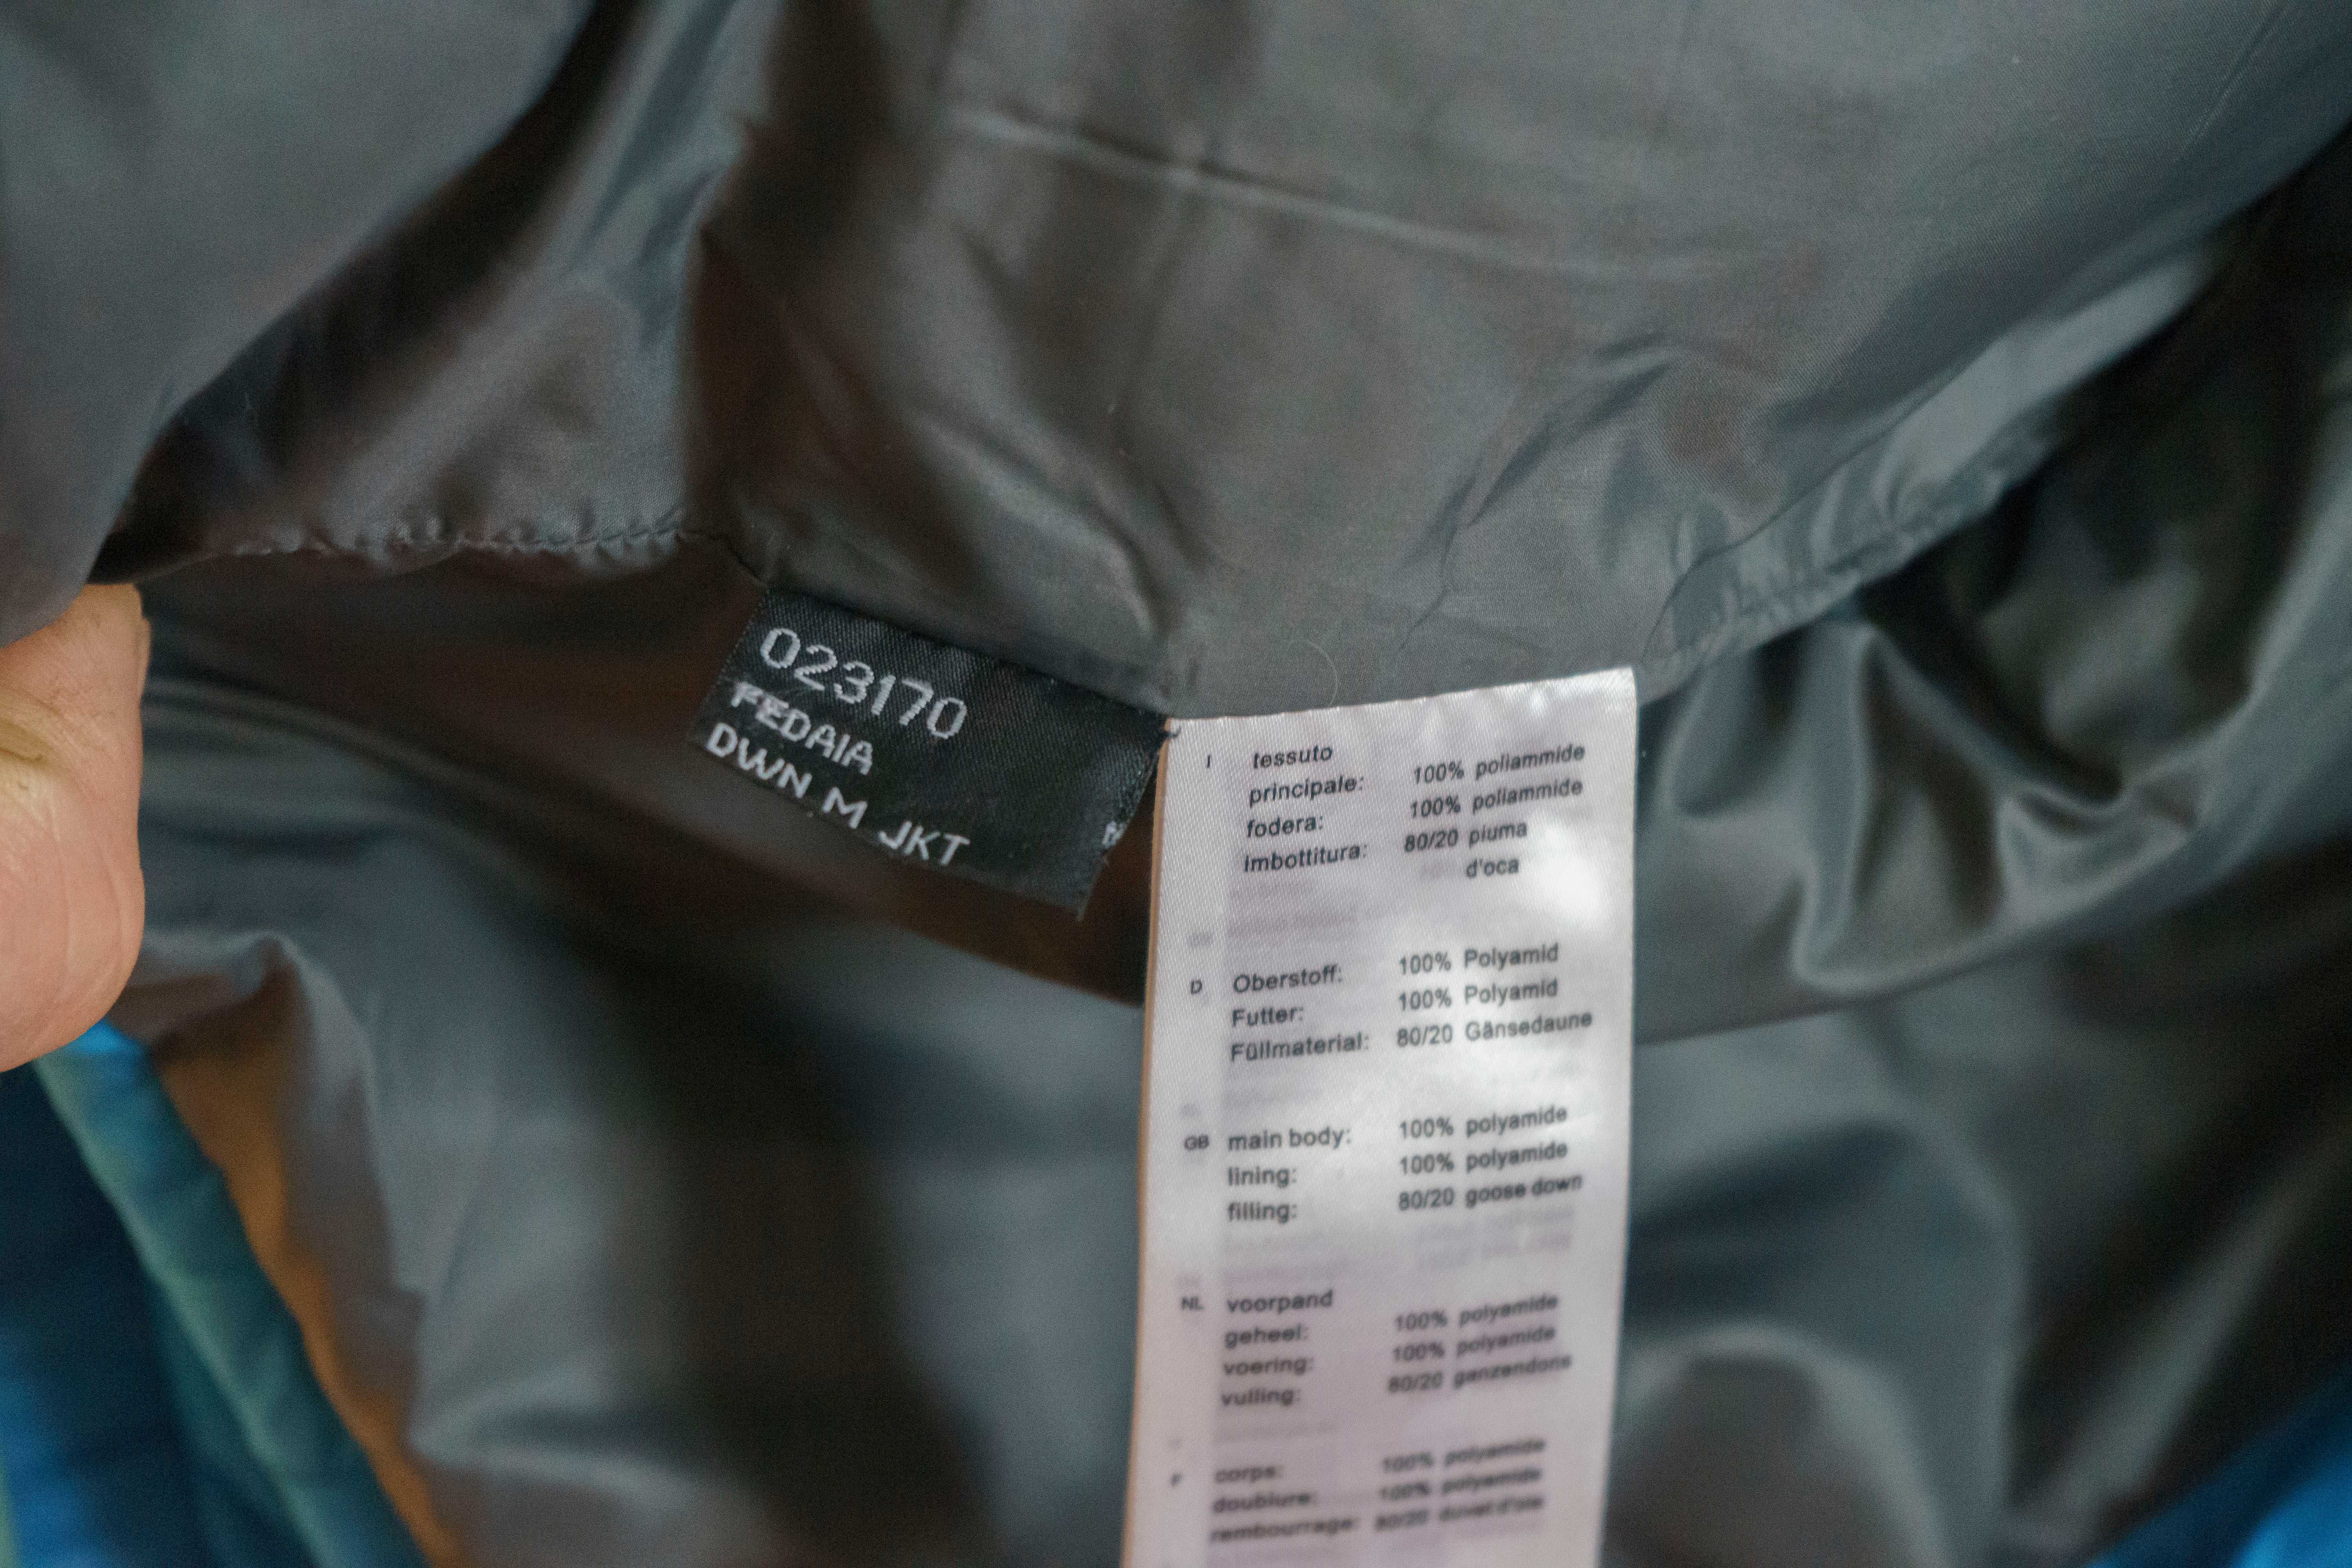 023170
FEDAIA
DWN M JKT
I tessuto
principale: 100% poliammide
fodera: 100% poliammide
imbottitura: 80/20 piuma
d'oca
D Oberstoff: 100% Polyamid
Futter: 100% Polyamid
Füllmaterial: 80/20 Gänsedaune
GB main body: 100% polyamide
lining: 100% polyamide
filling: 80/20 goose down
NL voorpand
geheel: 100% polyamide
voering: 100% polyamide
vulling: 80/20 ganzendons
F corps: 100% polyamide
doublure: 100% polyamide
rembourrage: 80/20 duvet d'oie